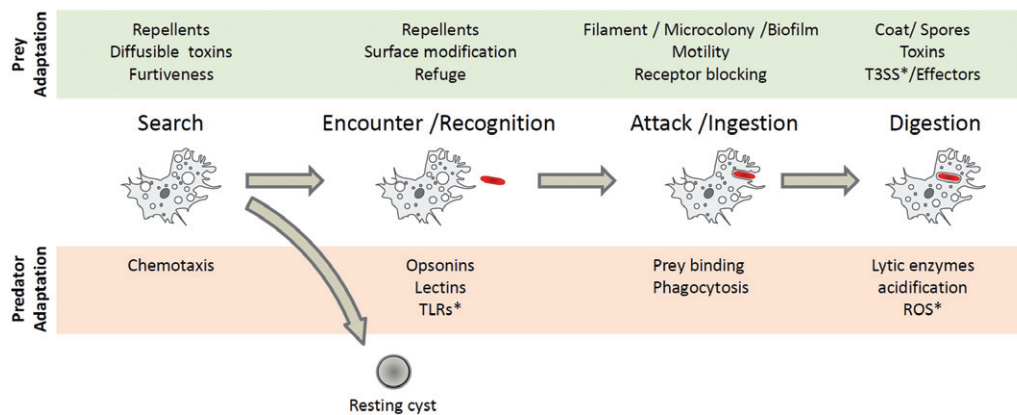 Prey
Adaptation
Repellents
Diffusible toxins
Furtiveness
Repellents
Surface modification
Refuge
Filament / Microcolony /Biofilm
Motility
Receptor blocking
Coat/ Spores
Toxins
T3SS*/Effectors
Search
Encounter /Recognition
Attack /Ingestion
Digestion
Predator
Adaptation
Chemotaxis
Opsonins
Lectins
TLRs*
Prey binding
Phagocytosis
Lytic enzymes
acidification
ROS*
Resting cyst